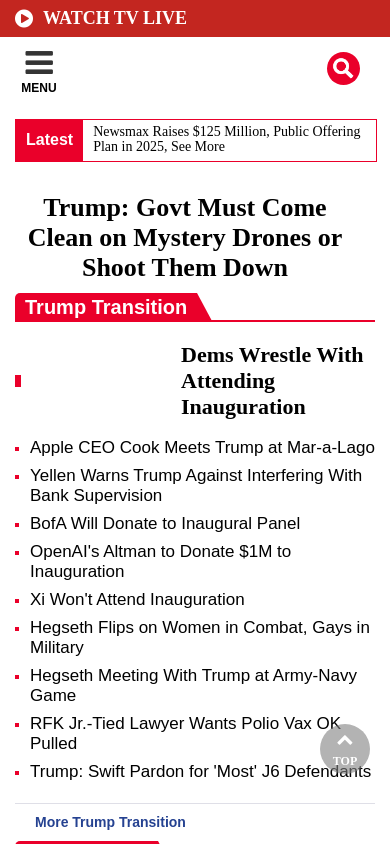 WATCH TV LIVE
MENU
Latest
Newsmax Raises $125 Million, Public Offering
Plan in 2025, See More
Trump: Govt Must Come
Clean on Mystery Drones or
Shoot Them Down
Trump Transition
Dems Wrestle With
Attending
Inauguration
Apple CEO Cook Meets Trump at Mar-a-Lago
Yellen Warns Trump Against Interfering With
Bank Supervision
BofA Will Donate to Inaugural Panel
OpenAI's Altman to Donate $1M to
Inauguration
Xi Won't Attend Inauguration
Hegseth Flips on Women in Combat, Gays in
Military
Hegseth Meeting With Trump at Army-Navy
Game
RFK Jr.-Tied Lawyer Wants Polio Vax OK
Pulled
Trump: Swift Pardon for 'Most' J6 Defendants
TOP
More Trump Transition